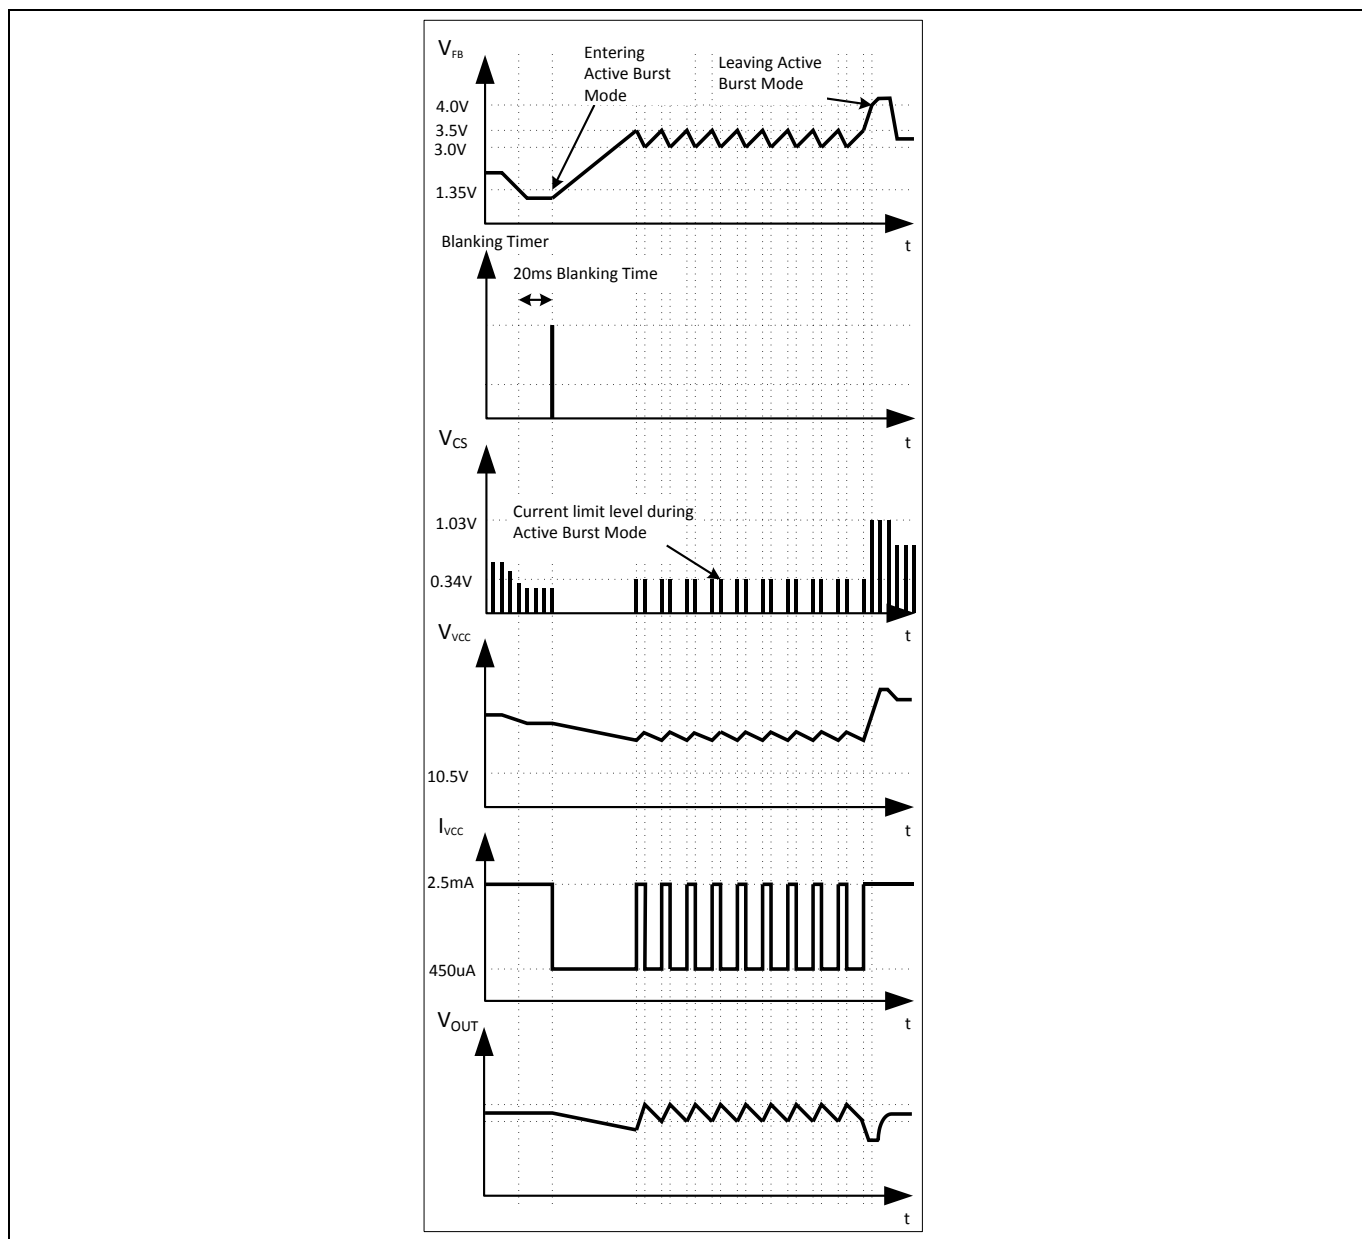 V_FB
Entering
Active Burst
Mode
Leaving Active
Burst Mode
4.0V
3.5V
3.0V
1.35V
t
Blanking Timer
20ms Blanking Time
t
V_CS
1.03V
Current limit level during
Active Burst Mode
0.34V
t
V_VCC
10.5V
t
I_VCC
2.5mA
450uA
t
V_OUT
t